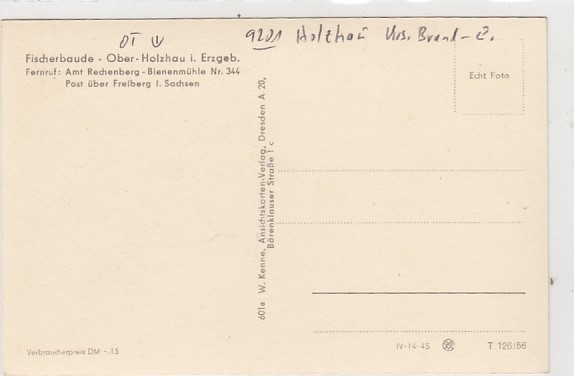 OT
9201 Holzhau Krs. Brand-E.
Fischerbaude - Ober-Holzhau i. Erzgeb.
Fernruf: Amt Rechenberg-Bienenmühle Nr. 344
Post über Freiberg i. Sachsen
Echt Foto
601a W. Kenne, Ansichtskarten-Verlag, Dresden A 20,
Bärenklauser Straße 1 c
Verbraucherpreis DM -.15
IV-14-45
T 126/56